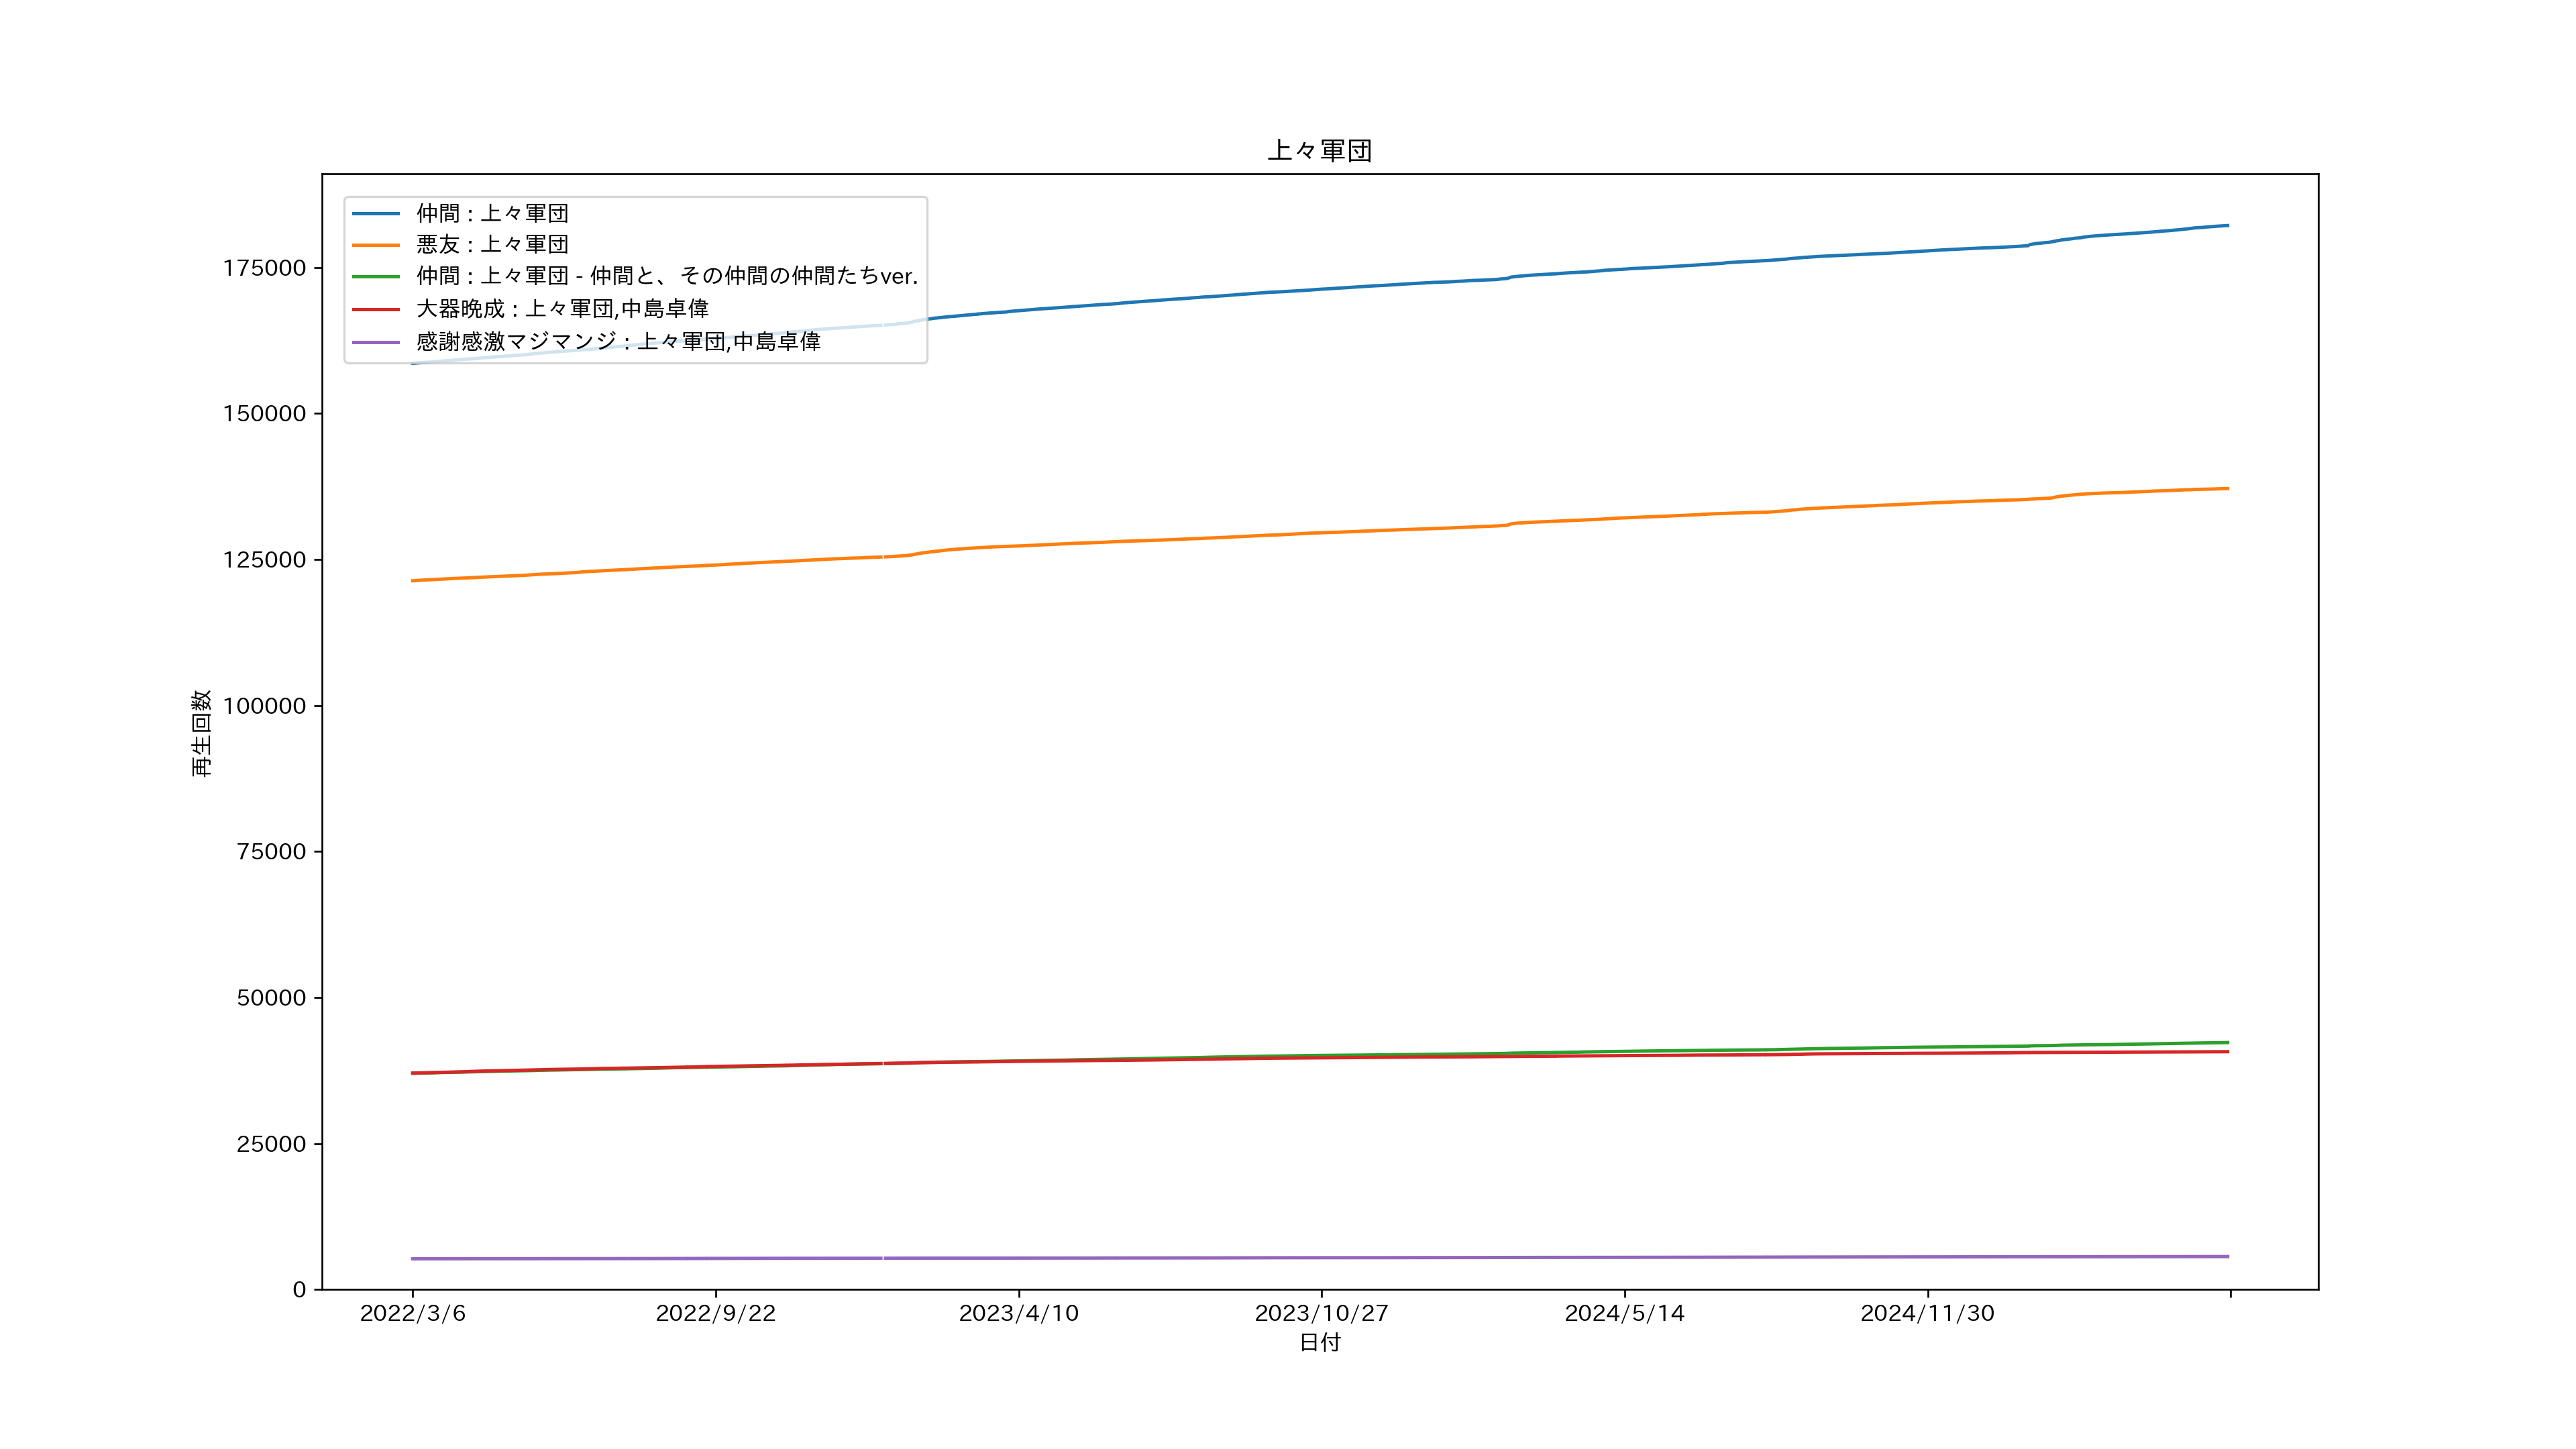 上々軍団
仲間 : 上々軍団
悪友 : 上々軍団
仲間 : 上々軍団 - 仲間と、その仲間の仲間たちver.
大器晩成 : 上々軍団,中島卓偉
感謝感激マジマンジ : 上々軍団,中島卓偉
175000
150000
125000
100000
75000
50000
25000
0
再生回数
2022/3/6
2022/9/22
2023/4/10
2023/10/27
2024/5/14
2024/11/30
日付